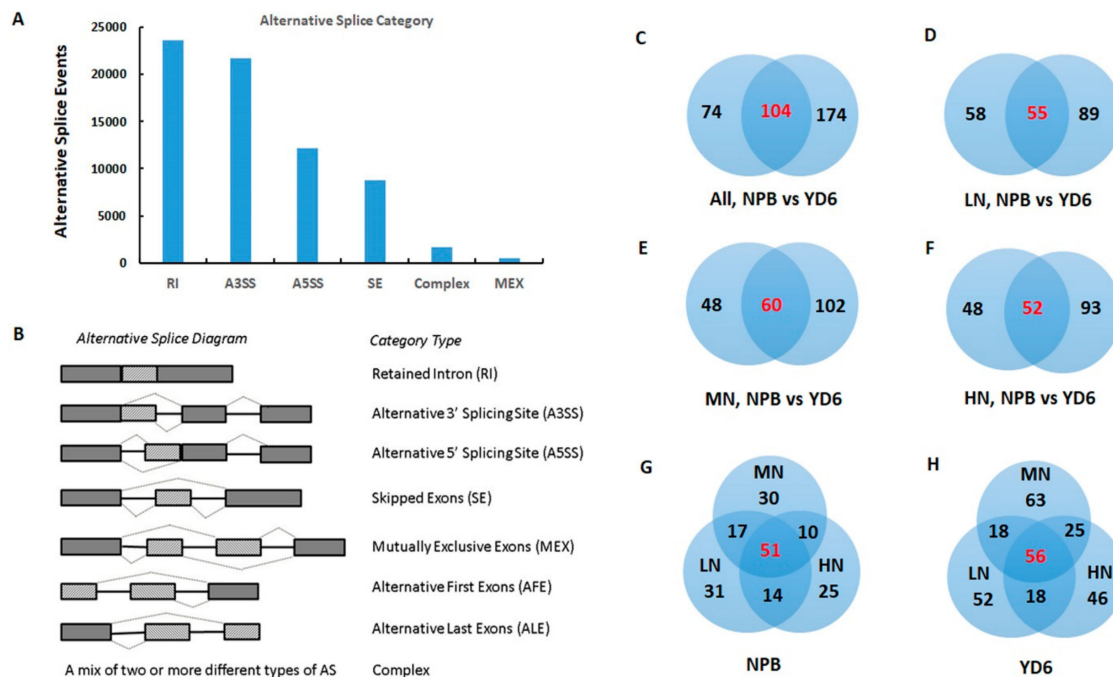 A
Alternative Splice Category
Alternative Splice Events
25000
20000
15000
10000
5000
0
RI A3SS A5SS SE Complex MEX
B
Alternative Splice Diagram Category Type
Retained Intron (RI)
Alternative 3' Splicing Site (A3SS)
Alternative 5' Splicing Site (A5SS)
Skipped Exons (SE)
Mutually Exclusive Exons (MEX)
Alternative First Exons (AFE)
Alternative Last Exons (ALE)
A mix of two or more different types of AS Complex
C
74 104 174
All, NPB vs YD6
D
58 55 89
LN, NPB vs YD6
E
48 60 102
MN, NPB vs YD6
F
48 52 93
HN, NPB vs YD6
G
MN
30
17 10
51
LN HN
31 14 25
NPB
H
MN
63
18 25
56
LN HN
52 18 46
YD6